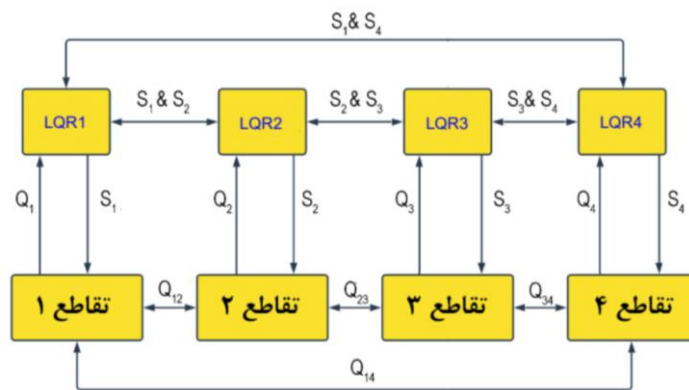 S₁& S₄
S₁& S₂
S₂& S₃
S₃& S₄
LQR1
LQR2
LQR3
LQR4
Q₁
S₁
Q₂
S₂
Q₃
S₃
Q₄
S₄
تقاطع ۱
Q₁₂
تقاطع ۲
Q₂₃
تقاطع ۳
Q₃₄
تقاطع ۴
Q₁₄